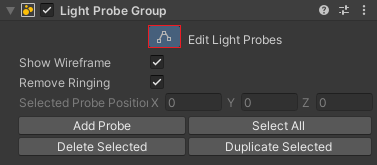 Light Probe Group
Edit Light Probes
Show Wireframe
Remove Ringing
Selected Probe Position X 0 Y 0 Z 0
Add Probe Select All
Delete Selected Duplicate Selected